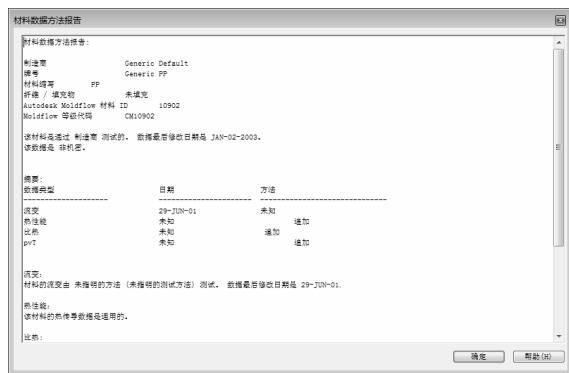 材料数据方法报告
材料数据方法报告:
制造商 Generic Default
牌号 Generic PP
材料缩写 PP
纤维 / 填充物 未填充
Autodesk Moldflow 材料 ID 10902
Moldflow 等级代码 CM10902
该材料是通过 制造商 测试的。 数据最后修改日期是 JAN-02-2003.
该数据是 非机密。
摘要:
数据类型 日期 方法
-------------------- ---------------------- ------------------------------
流变 29-JUN-01 未知
热性能 未知 追加
比热 未知 追加
pvT 未知 追加
流变:
材料的流变由 未指明的方法 (未指明的测试方法) 测试。 数据最后修改日期是 29-JUN-01.
热性能:
该材料的热传导数据是通用的。
比热:
确定 帮助(H)